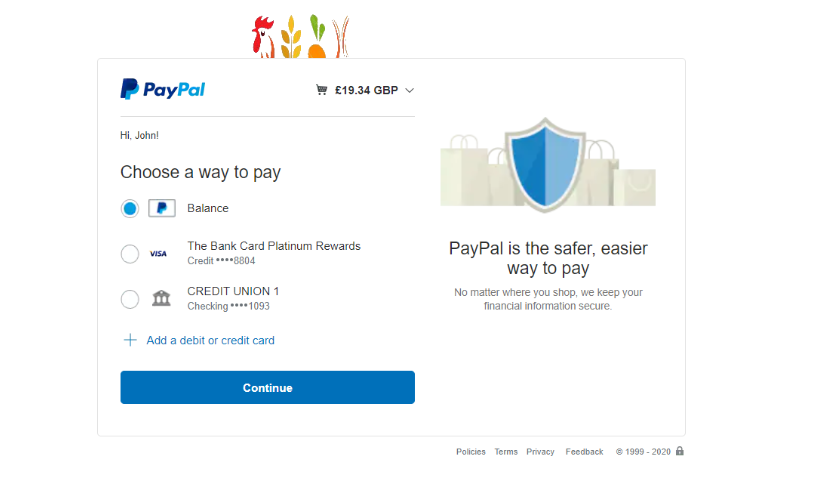 PayPal
£19.34 GBP
Hi, John!
Choose a way to pay
Balance
VISA
The Bank Card Platinum Rewards
Credit ••••8804
CREDIT UNION 1
Checking ••••1093
Add a debit or credit card
Continue
PayPal is the safer, easier
way to pay
No matter where you shop, we keep your
financial information secure.
Policies Terms Privacy Feedback © 1999 - 2020